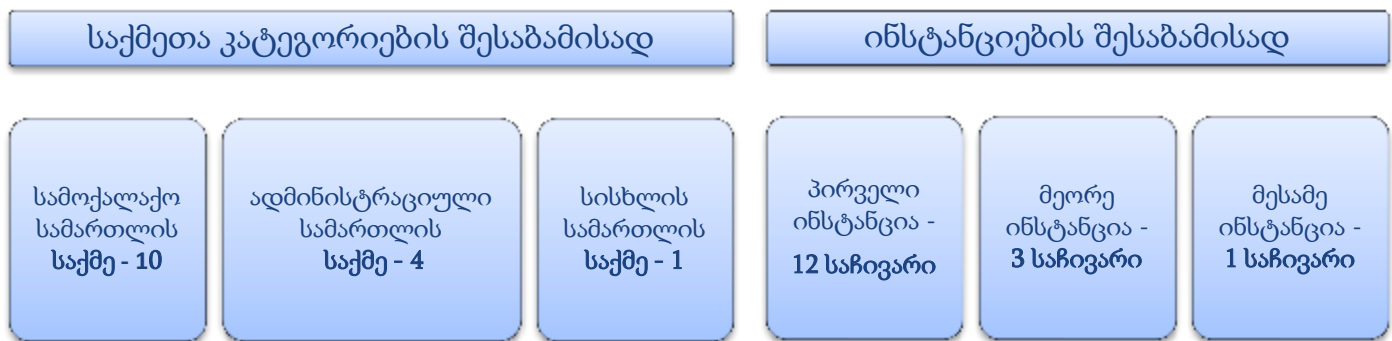 საქმეთა კატეგორიების შესაბამისად
სამოქალაქო
სამართლის
საქმე - 10
ადმინისტრაციული
სამართლის
საქმე - 4
სისხლის
სამართლის
საქმე - 1
ინსტანციების შესაბამისად
პირველი
ინსტანცია -
12 საჩივარი
მეორე
ინსტანცია -
3 საჩივარი
მესამე
ინსტანცია -
1 საჩივარი